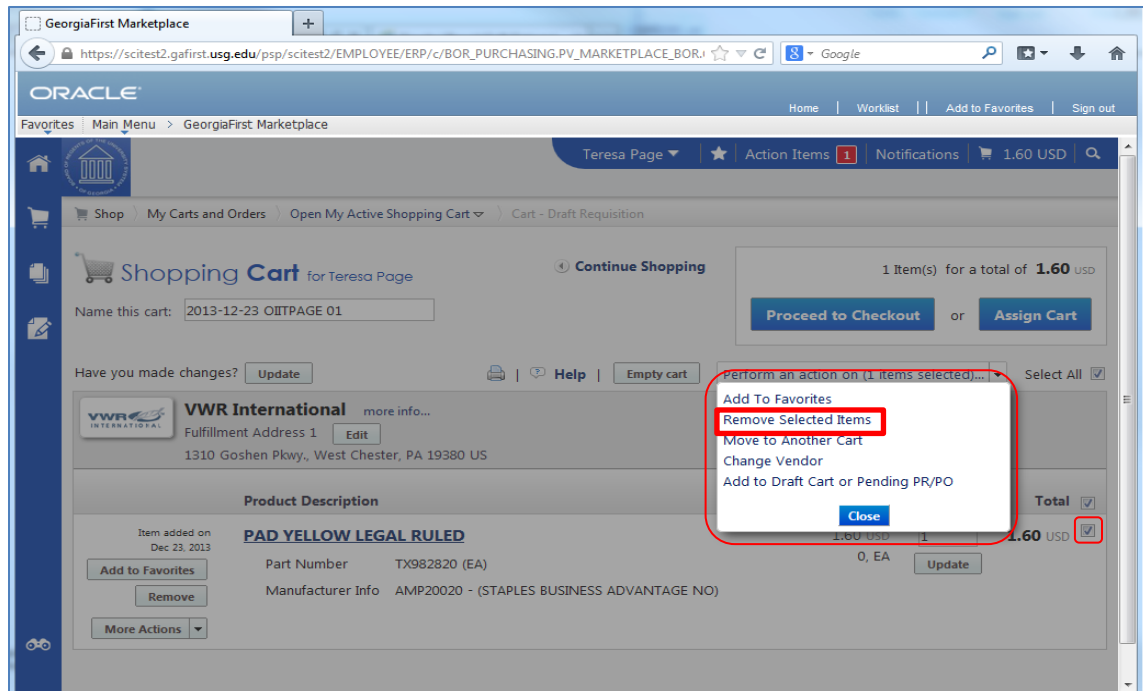 GeorgiaFirst Marketplace +
https://scitest2.gafirst.usg.edu/psp/scitest2/EMPLOYEE/ERP/c/BOR_PURCHASING.PV_MARKETPLACE_BOR. Google
ORACLE
Home | Worklist | | Add to Favorites | Sign out
Favorites Main Menu > GeorgiaFirst Marketplace
Teresa Page Action Items 1 Notifications 1.60 USD
Shop My Carts and Orders Open My Active Shopping Cart Cart - Draft Requisition
Shopping Cart for Teresa Page
Continue Shopping
1 Item(s) for a total of 1.60 USD
Name this cart: 2013-12-23 OIITPAGE 01
Proceed to Checkout or Assign Cart
Have you made changes? Update | Help | Empty cart Perform an action on (1 items selected)... Select All
Add To Favorites
Remove Selected Items
Move to Another Cart
Change Vendor
Add to Draft Cart or Pending PR/PO
Close
VWR INTERNATIONAL
VWR International more info...
Fulfillment Address 1 Edit
1310 Goshen Pkwy., West Chester, PA 19380 US
Product Description Total
Item added on
Dec 23, 2013
PAD YELLOW LEGAL RULED 1.60 USD 1 1.60 USD
Add to Favorites Part Number TX982820 (EA) 0, EA Update
Remove Manufacturer Info AMP20020 - (STAPLES BUSINESS ADVANTAGE NO)
More Actions